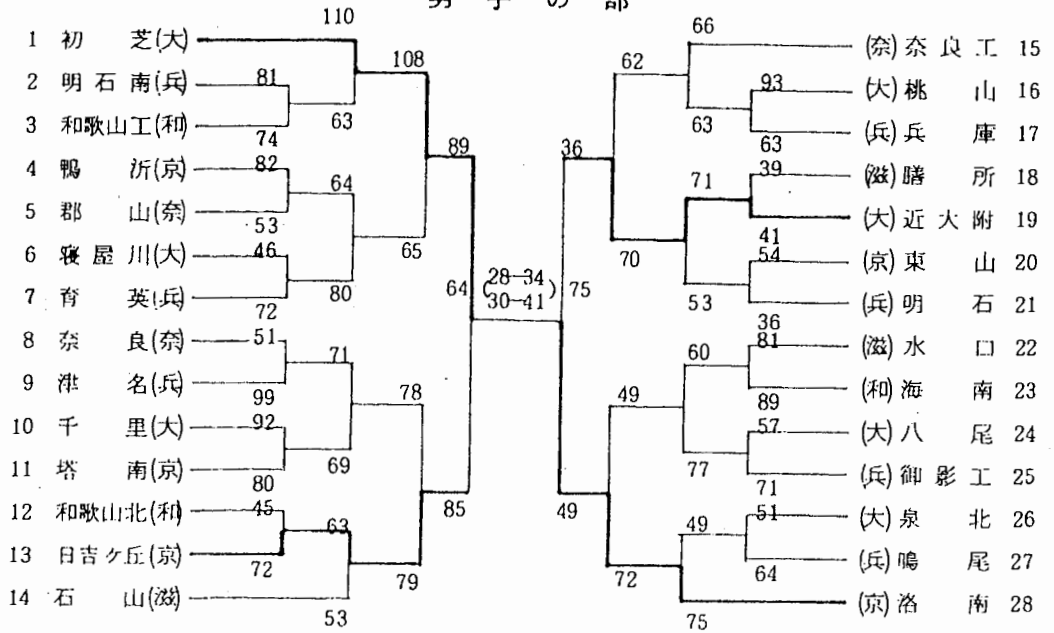 男子の部
110
1 初芝(大)
2 明石南(兵) 81
3 和歌山工(和) 74
63
108
4 鴨沂(京) 82
5 郡山(奈) 53
64
6 寝屋川(大) 46
7 育英(兵) 72
80
65
89
8 奈良(奈) 51
9 津名(兵) 99
71
10 千里(大) 92
11 塔南(京) 80
69
78
12 和歌山北(和) 45
13 日吉ケ丘(京) 72
63
14 石山(滋) 53
79
85
64 (28-34 30-41) 75
66 (奈)奈良工 15
62
93 (大)桃山 16
63 (兵)兵庫 17
63
36
39 (滋)膳所 18
41 (大)近大附 19
71
54 (京)東山 20
36 (兵)明石 21
53
70
81 (滋)水口 22
89 (和)海南 23
60
57 (大)八尾 24
71 (兵)御影工 25
77
49
51 (大)泉北 26
64 (兵)鳴尾 27
49
75 (京)洛南 28
72
49